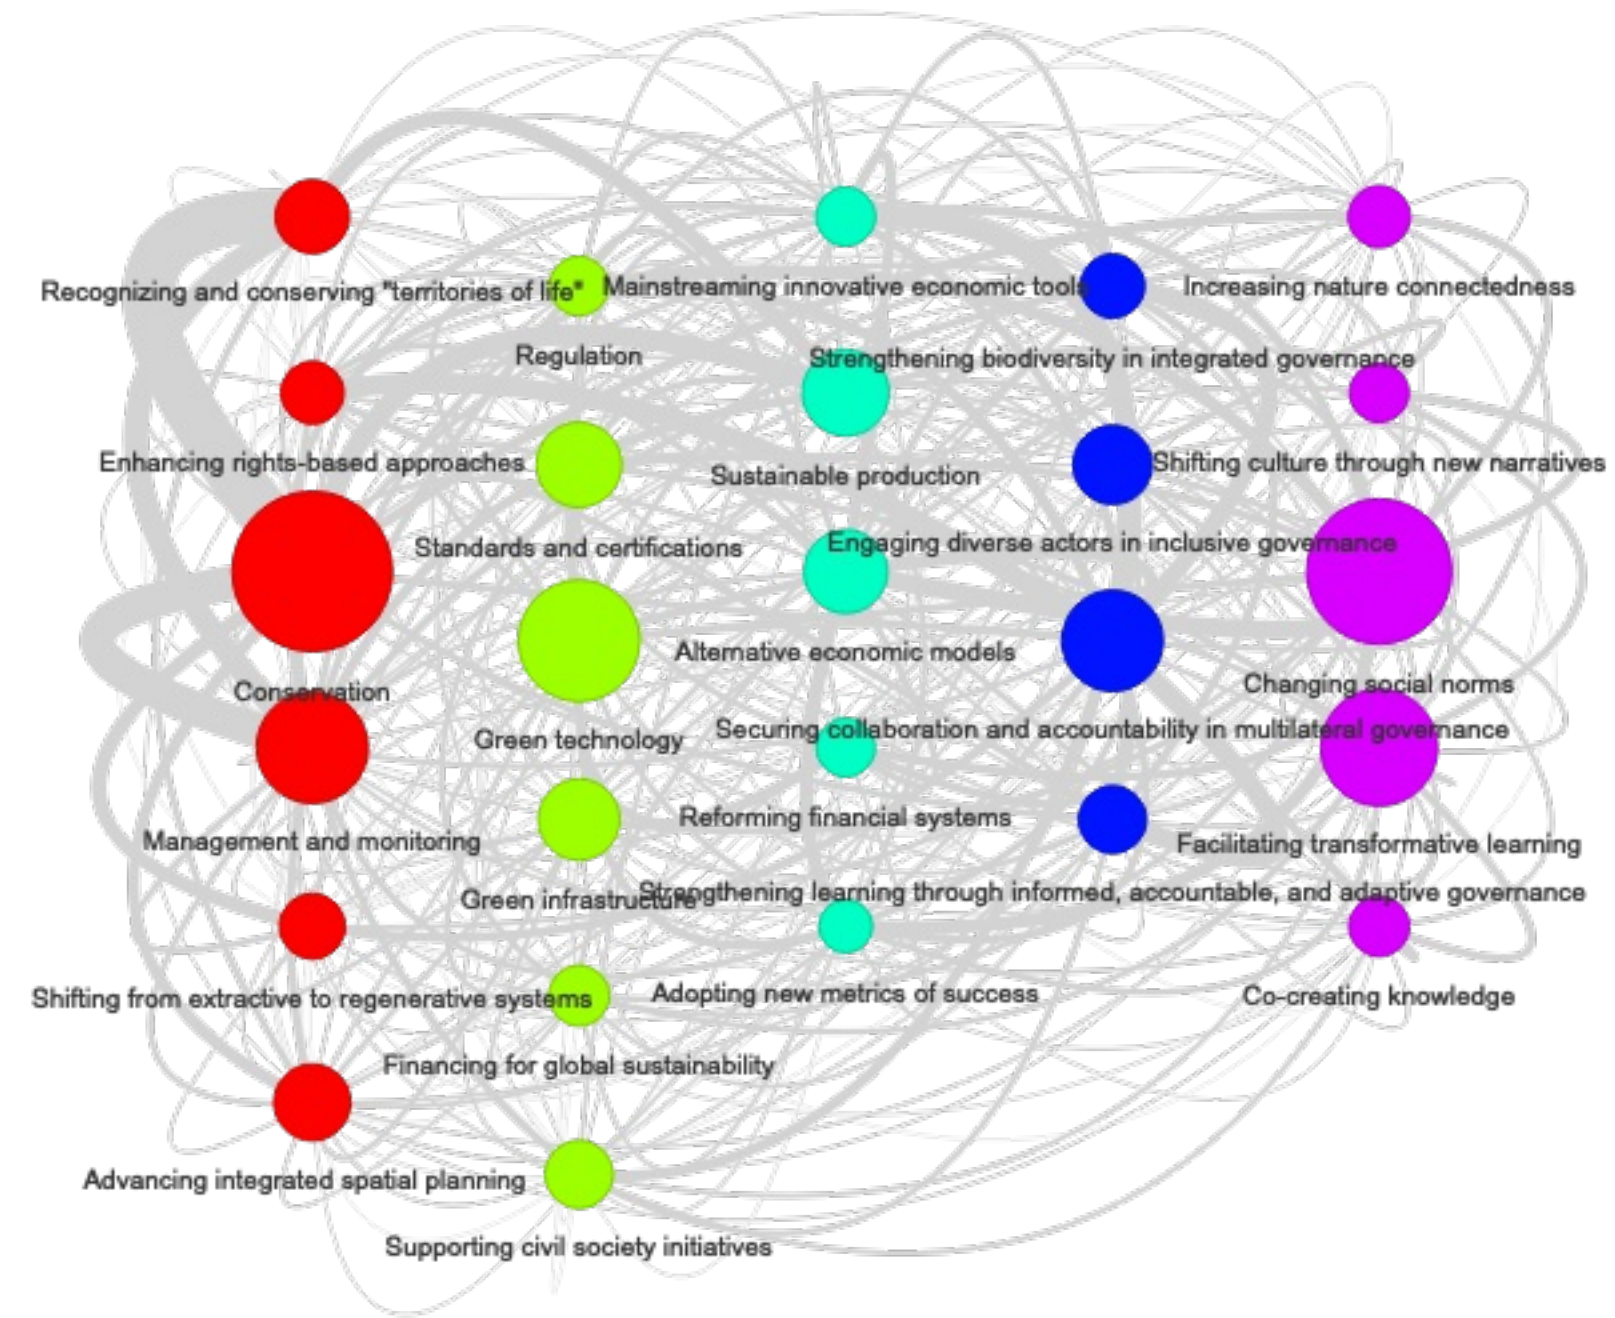 Recognizing and conserving "territories of life"
Mainstreaming innovative economic tools
Increasing nature connectedness
Regulation
Strengthening biodiversity in integrated governance
Enhancing rights-based approaches
Sustainable production
Shifting culture through new narratives
Standards and certifications
Engaging diverse actors in inclusive governance
Conservation
Alternative economic models
Changing social norms
Green technology
Securing collaboration and accountability in multilateral governance
Management and monitoring
Reforming financial systems
Facilitating transformative learning
Green infrastructure
Strengthening learning through informed, accountable, and adaptive governance
Shifting from extractive to regenerative systems
Adopting new metrics of success
Co-creating knowledge
Financing for global sustainability
Advancing integrated spatial planning
Supporting civil society initiatives